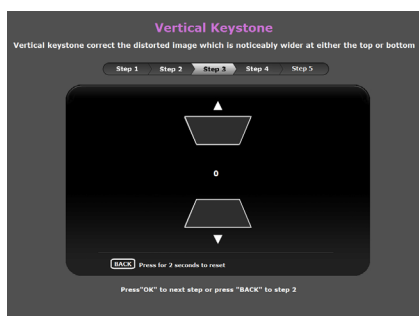 Vertical Keystone
Vertical keystone correct the distorted image which is noticeably wider at either the top or bottom
Step 1 Step 2 Step 3 Step 4 Step 5
0
BACK Press for 2 seconds to reset
Press"OK" to next step or press "BACK" to step 2